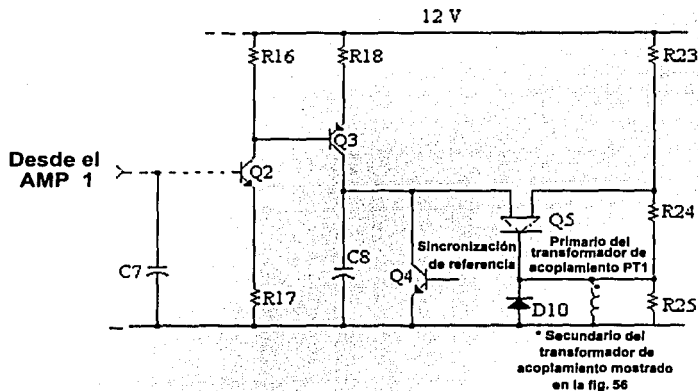 12 V
R16
R18
R23
Q3
Desde el
AMP 1
Q2
R24
Q5
Sincronización
de referencia
Primario del
transformador de
acoplamiento PT1
C7
C8
Q4
R17
D10
R25
* Secundario del
transformador de
acoplamiento mostrado
en la fig. 56